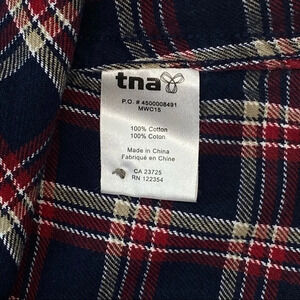 tna
P.O. # 4500008491
MWC15
100% Cotton
100% Coton
Made in China
Fabriqué en Chine
CA 23725
RN 122354